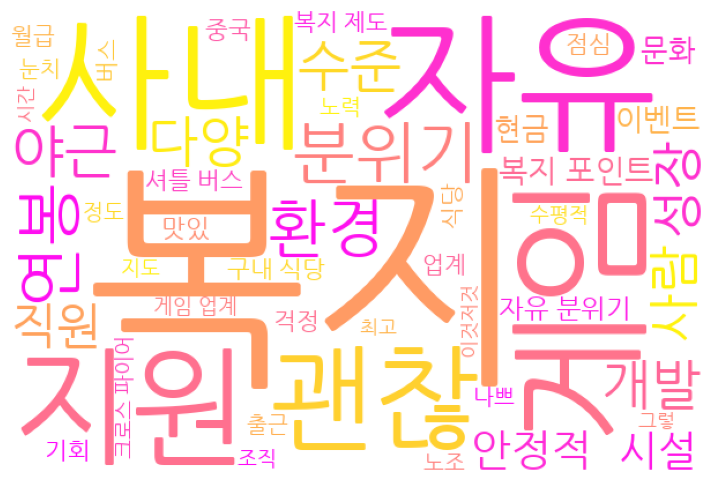 월급
사내
중국
복지 제도
자유
점심
문화
눈치
버스
수준
시간
노력
야근
다양
분위기
현금
이벤트
셔틀 버스
복지 포인트
성장
연봉
정도
복지
맛있
환경
식당
수평적
게임
사람
지도
구내 식당
업계
직원
게임 업계
걱정
최고
이것저것
자유 분위기
지원
크로스 파이어
괜찮
나쁘
개발
출근
그렇
기회
조직
노조
안정적
시설